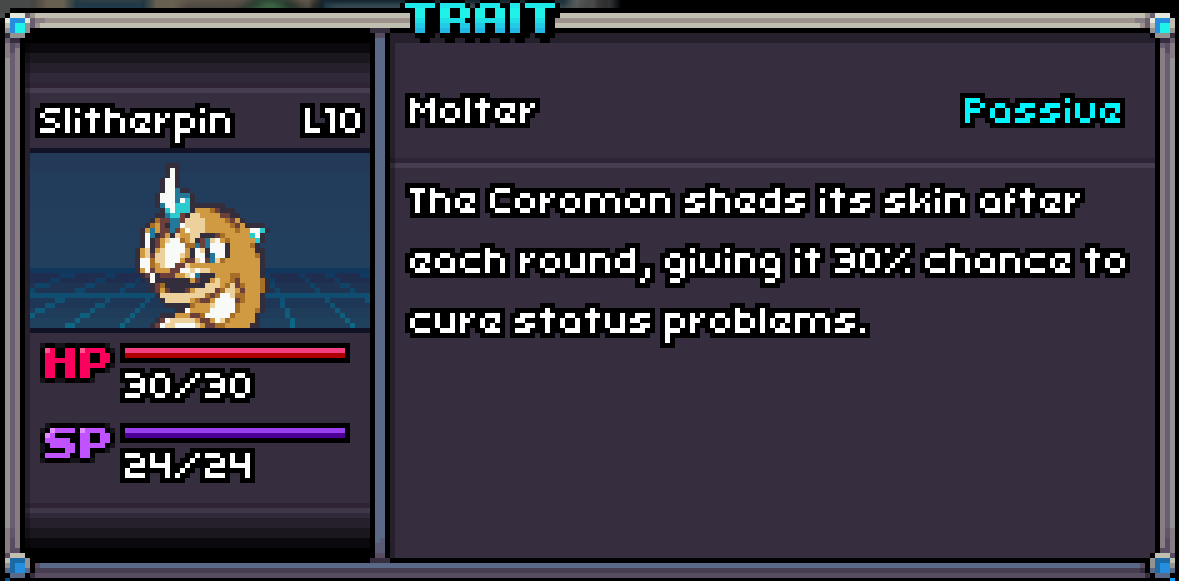 TRAIT
Slitherpin L10
Molter Passive
The Coromon sheds its skin after
each round, giving it 30% chance to
cure status problems.
HP
30/30
SP
24/24